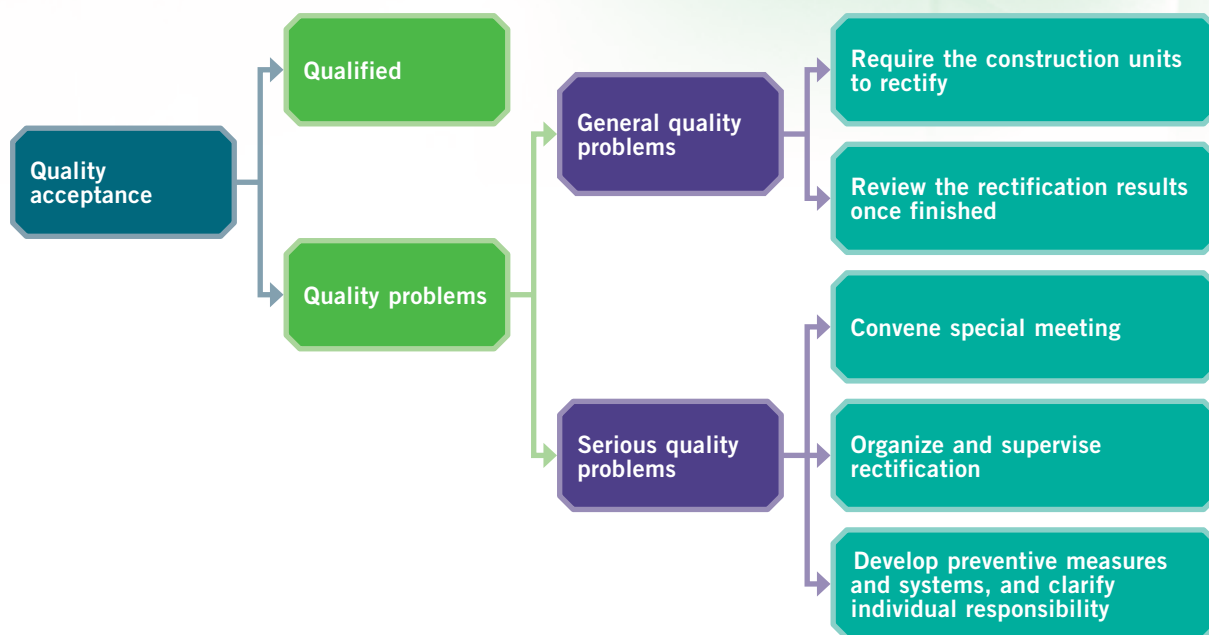 Quality
acceptance
Qualified
Quality problems
General quality
problems
Serious quality
problems
Require the construction units
to rectify
Review the rectification results
once finished
Convene special meeting
Organize and supervise
rectification
Develop preventive measures
and systems, and clarify
individual responsibility